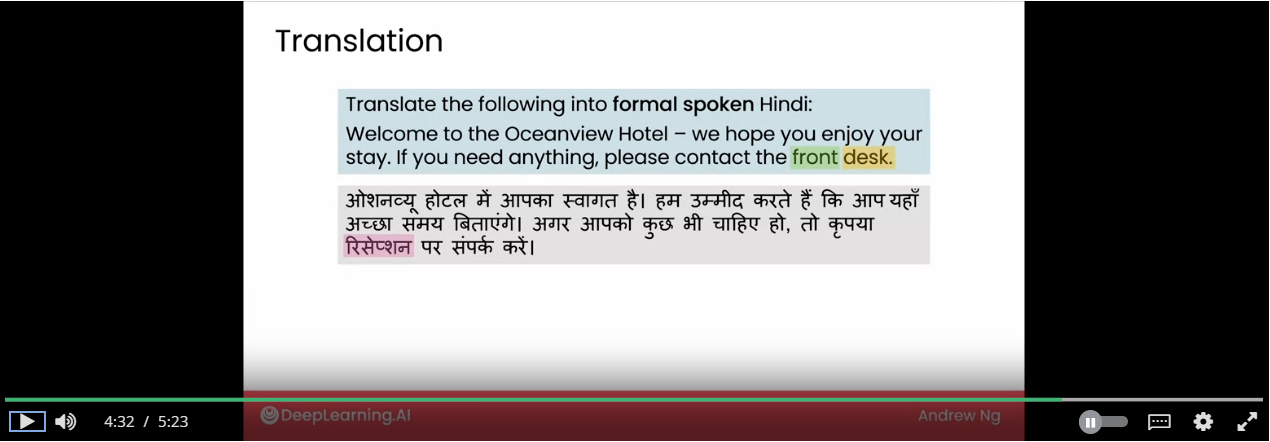 Translation
Translate the following into formal spoken Hindi:
Welcome to the Oceanview Hotel – we hope you enjoy your
stay. If you need anything, please contact the front desk.
ओशनव्यू होटल में आपका स्वागत है। हम उम्मीद करते हैं कि आप यहाँ
अच्छा समय बिताएंगे। अगर आपको कुछ भी चाहिए हो, तो कृपया
रिसेप्शन पर संपर्क करें।
DeepLearning.AI
Andrew Ng
4:32 / 5:23